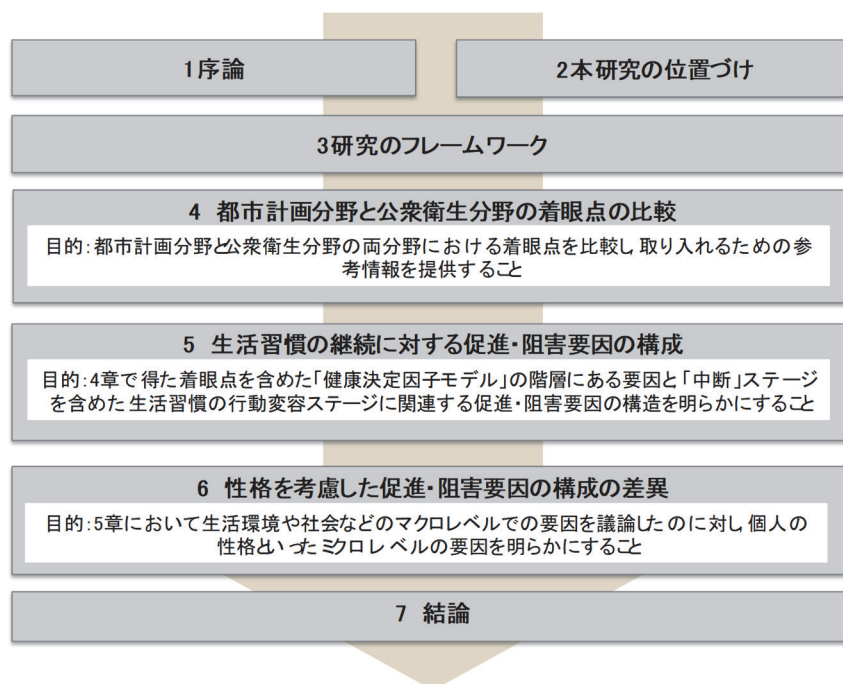 1序論
2本研究の位置づけ
3研究のフレームワーク
4 都市計画分野と公衆衛生分野の着眼点の比較
目的:都市計画分野と公衆衛生分野の両分野における着眼点を比較し,取り入れるための参
考情報を提供すること
5 生活習慣の継続に対する促進・阻害要因の構成
目的:4章で得た着眼点を含めた「健康決定因子モデル」の階層にある要因と「中断」ステージ
を含めた生活習慣の行動変容ステージに関連する促進・阻害要因の構造を明らかにすること
6 性格を考慮した促進・阻害要因の構成の差異
目的:5章において生活環境や社会などのマクロレベルでの要因を議論したのに対し,個人の
性格といったミクロレベルの要因を明らかにすること
7 結論